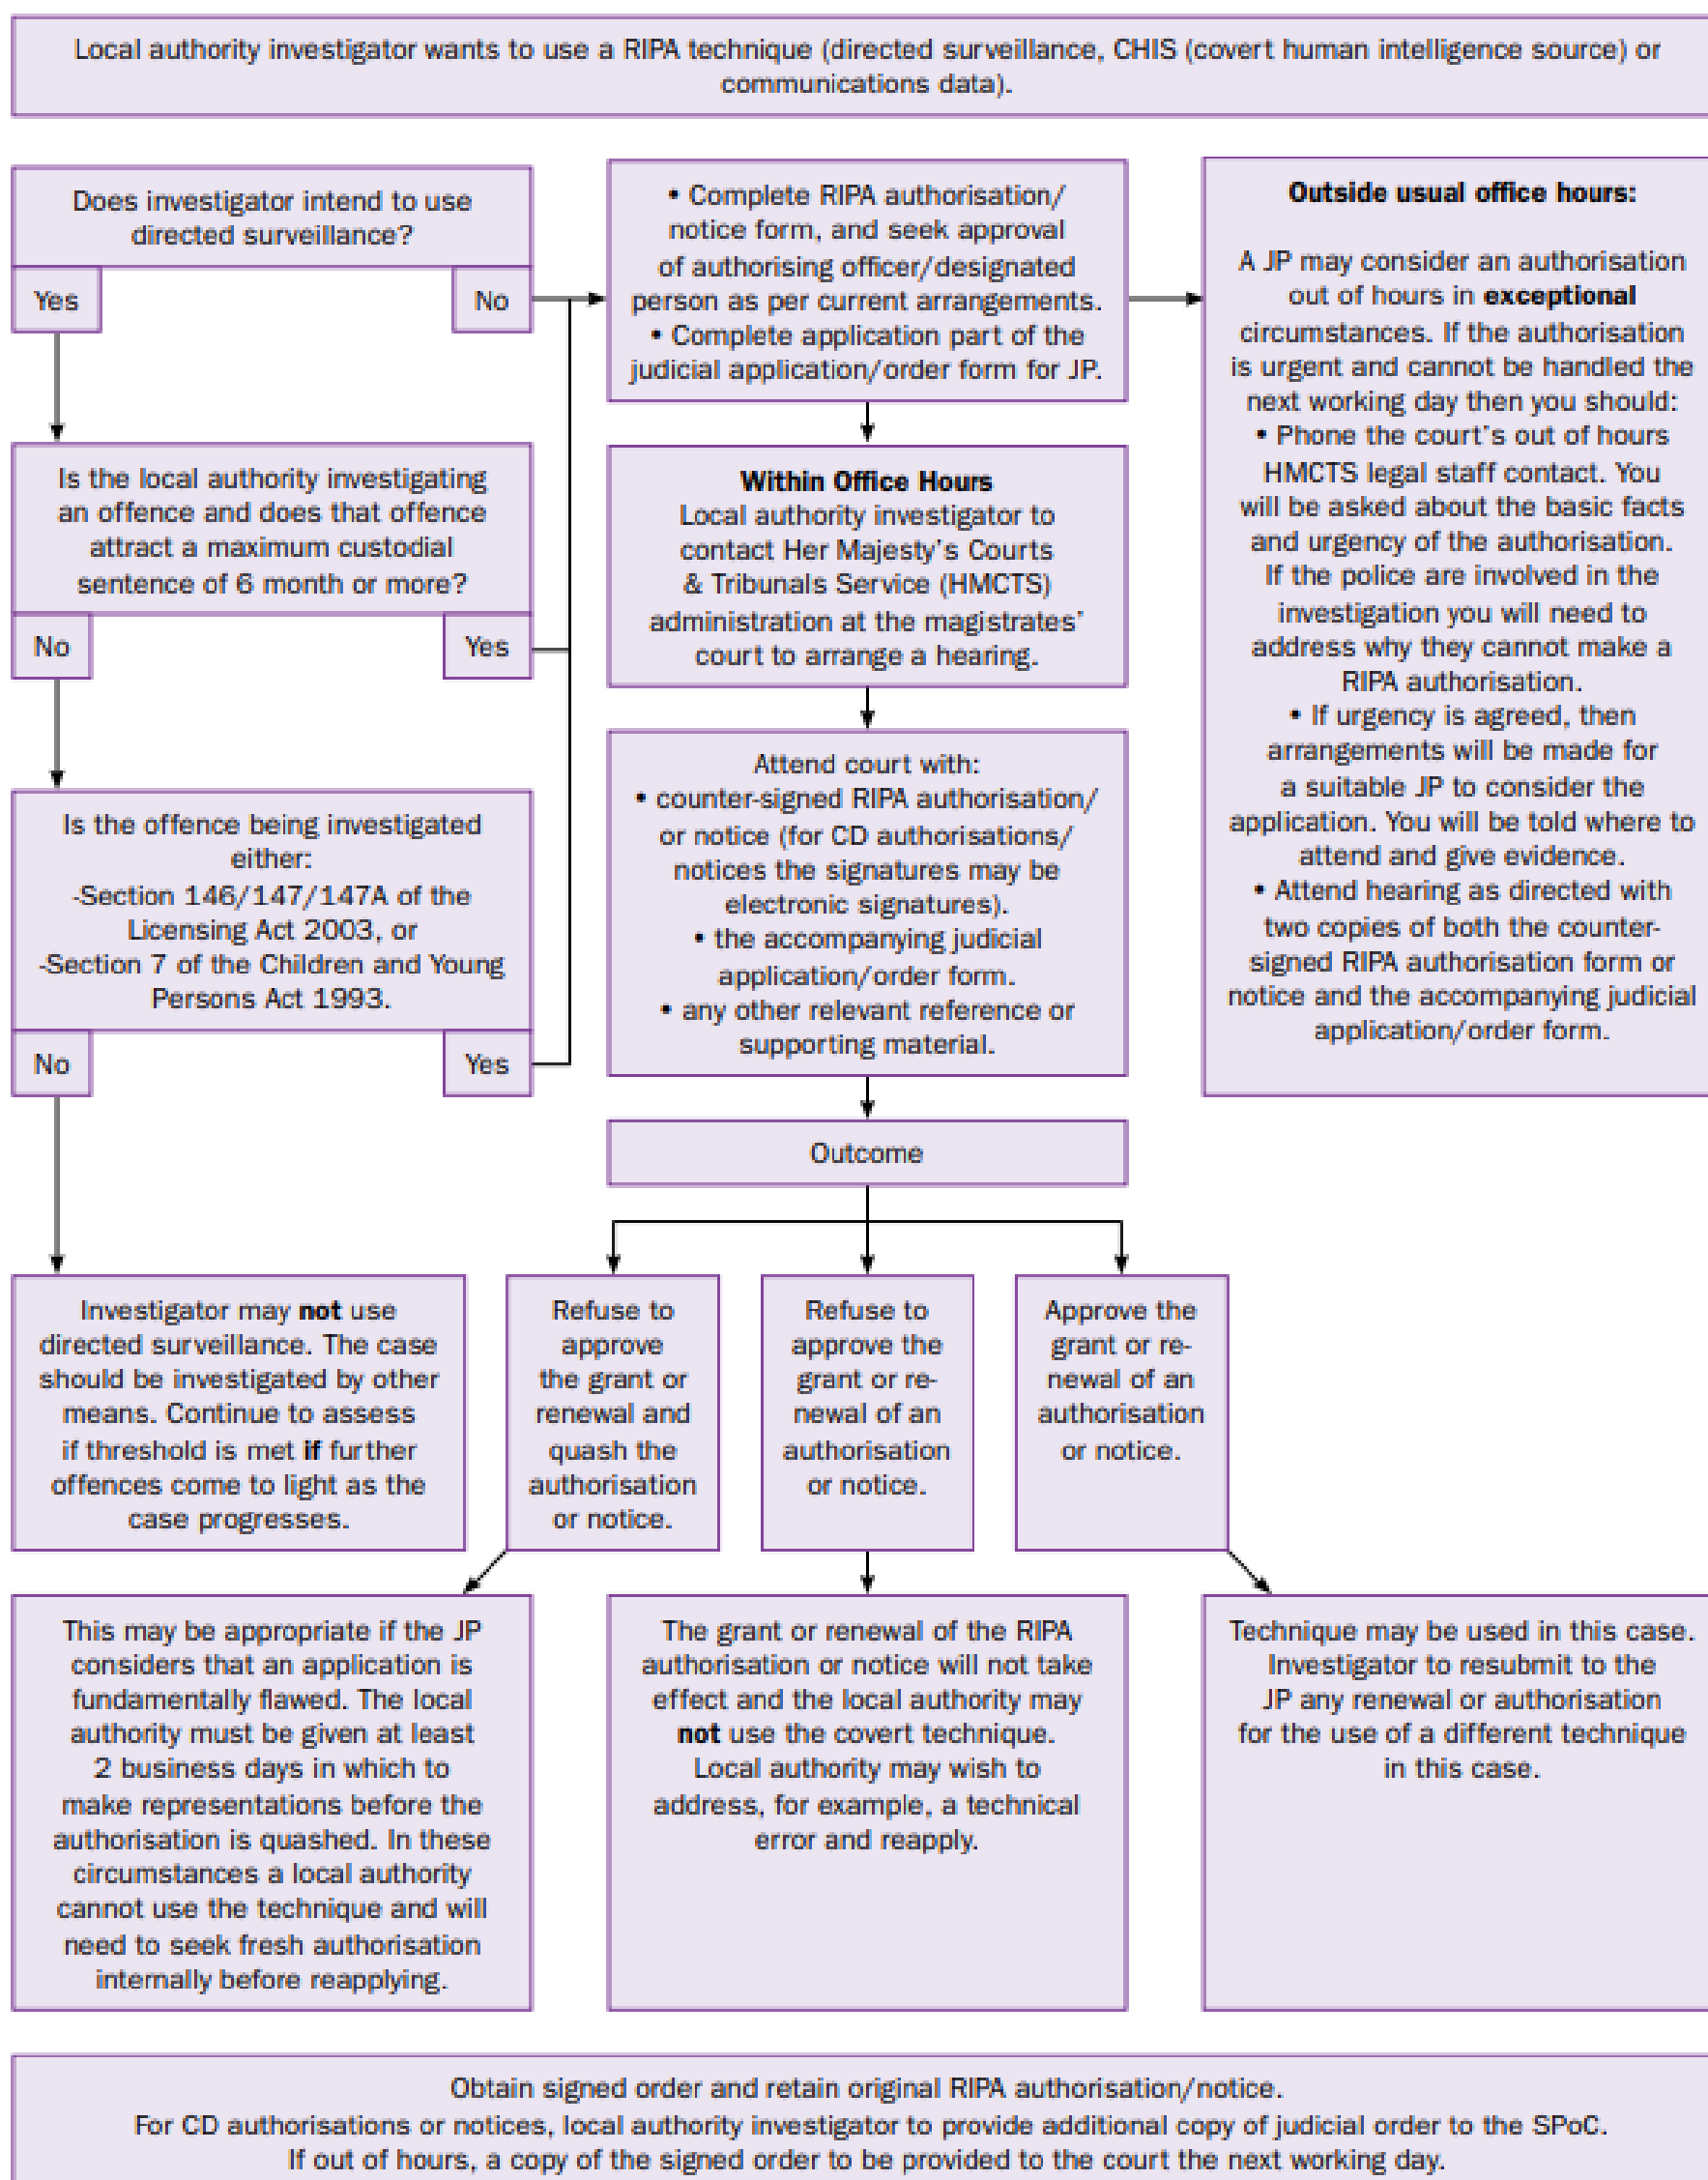 Local authority investigator wants to use a RIPA technique (directed surveillance, CHIS (covert human intelligence source) or
communications data).
Does investigator intend to use
directed surveillance?
Yes
No
Is the local authority investigating
an offence and does that offence
attract a maximum custodial
sentence of 6 month or more?
No
Yes
Is the offence being investigated
either:
-Section 146/147/147A of the
Licensing Act 2003, or
-Section 7 of the Children and Young
Persons Act 1993.
No
Yes
• Complete RIPA authorisation/
notice form, and seek approval
of authorising officer/designated
person as per current arrangements.
• Complete application part of the
judicial application/order form for JP.
Within Office Hours
Local authority investigator to
contact Her Majesty's Courts
& Tribunals Service (HMCTS)
administration at the magistrates'
court to arrange a hearing.
Attend court with:
• counter-signed RIPA authorisation/
or notice (for CD authorisations/
notices the signatures may be
electronic signatures).
• the accompanying judicial
application/order form.
• any other relevant reference or
supporting material.
Outside usual office hours:
A JP may consider an authorisation
out of hours in exceptional
circumstances. If the authorisation
is urgent and cannot be handled the
next working day then you should:
• Phone the court's out of hours
HMCTS legal staff contact. You
will be asked about the basic facts
and urgency of the authorisation.
If the police are involved in the
investigation you will need to
address why they cannot make a
RIPA authorisation.
• If urgency is agreed, then
arrangements will be made for
a suitable JP to consider the
application. You will be told where to
attend and give evidence.
• Attend hearing as directed with
two copies of both the counter-
signed RIPA authorisation form or
notice and the accompanying judicial
application/order form.
Outcome
Investigator may not use
directed surveillance. The case
should be investigated by other
means. Continue to assess
if threshold is met if further
offences come to light as the
case progresses.
Refuse to
approve
the grant or
renewal and
quash the
authorisation
or notice.
Refuse to
approve the
grant or re-
newal of an
authorisation
or notice.
Approve the
grant or re-
newal of an
authorisation
or notice.
This may be appropriate if the JP
considers that an application is
fundamentally flawed. The local
authority must be given at least
2 business days in which to
make representations before the
authorisation is quashed. In these
circumstances a local authority
cannot use the technique and will
need to seek fresh authorisation
internally before reapplying.
The grant or renewal of the RIPA
authorisation or notice will not take
effect and the local authority may
not use the covert technique.
Local authority may wish to
address, for example, a technical
error and reapply.
Technique may be used in this case.
Investigator to resubmit to the
JP any renewal or authorisation
for the use of a different technique
in this case.
Obtain signed order and retain original RIPA authorisation/notice.
For CD authorisations or notices, local authority investigator to provide additional copy of judicial order to the SPoC.
If out of hours, a copy of the signed order to be provided to the court the next working day.